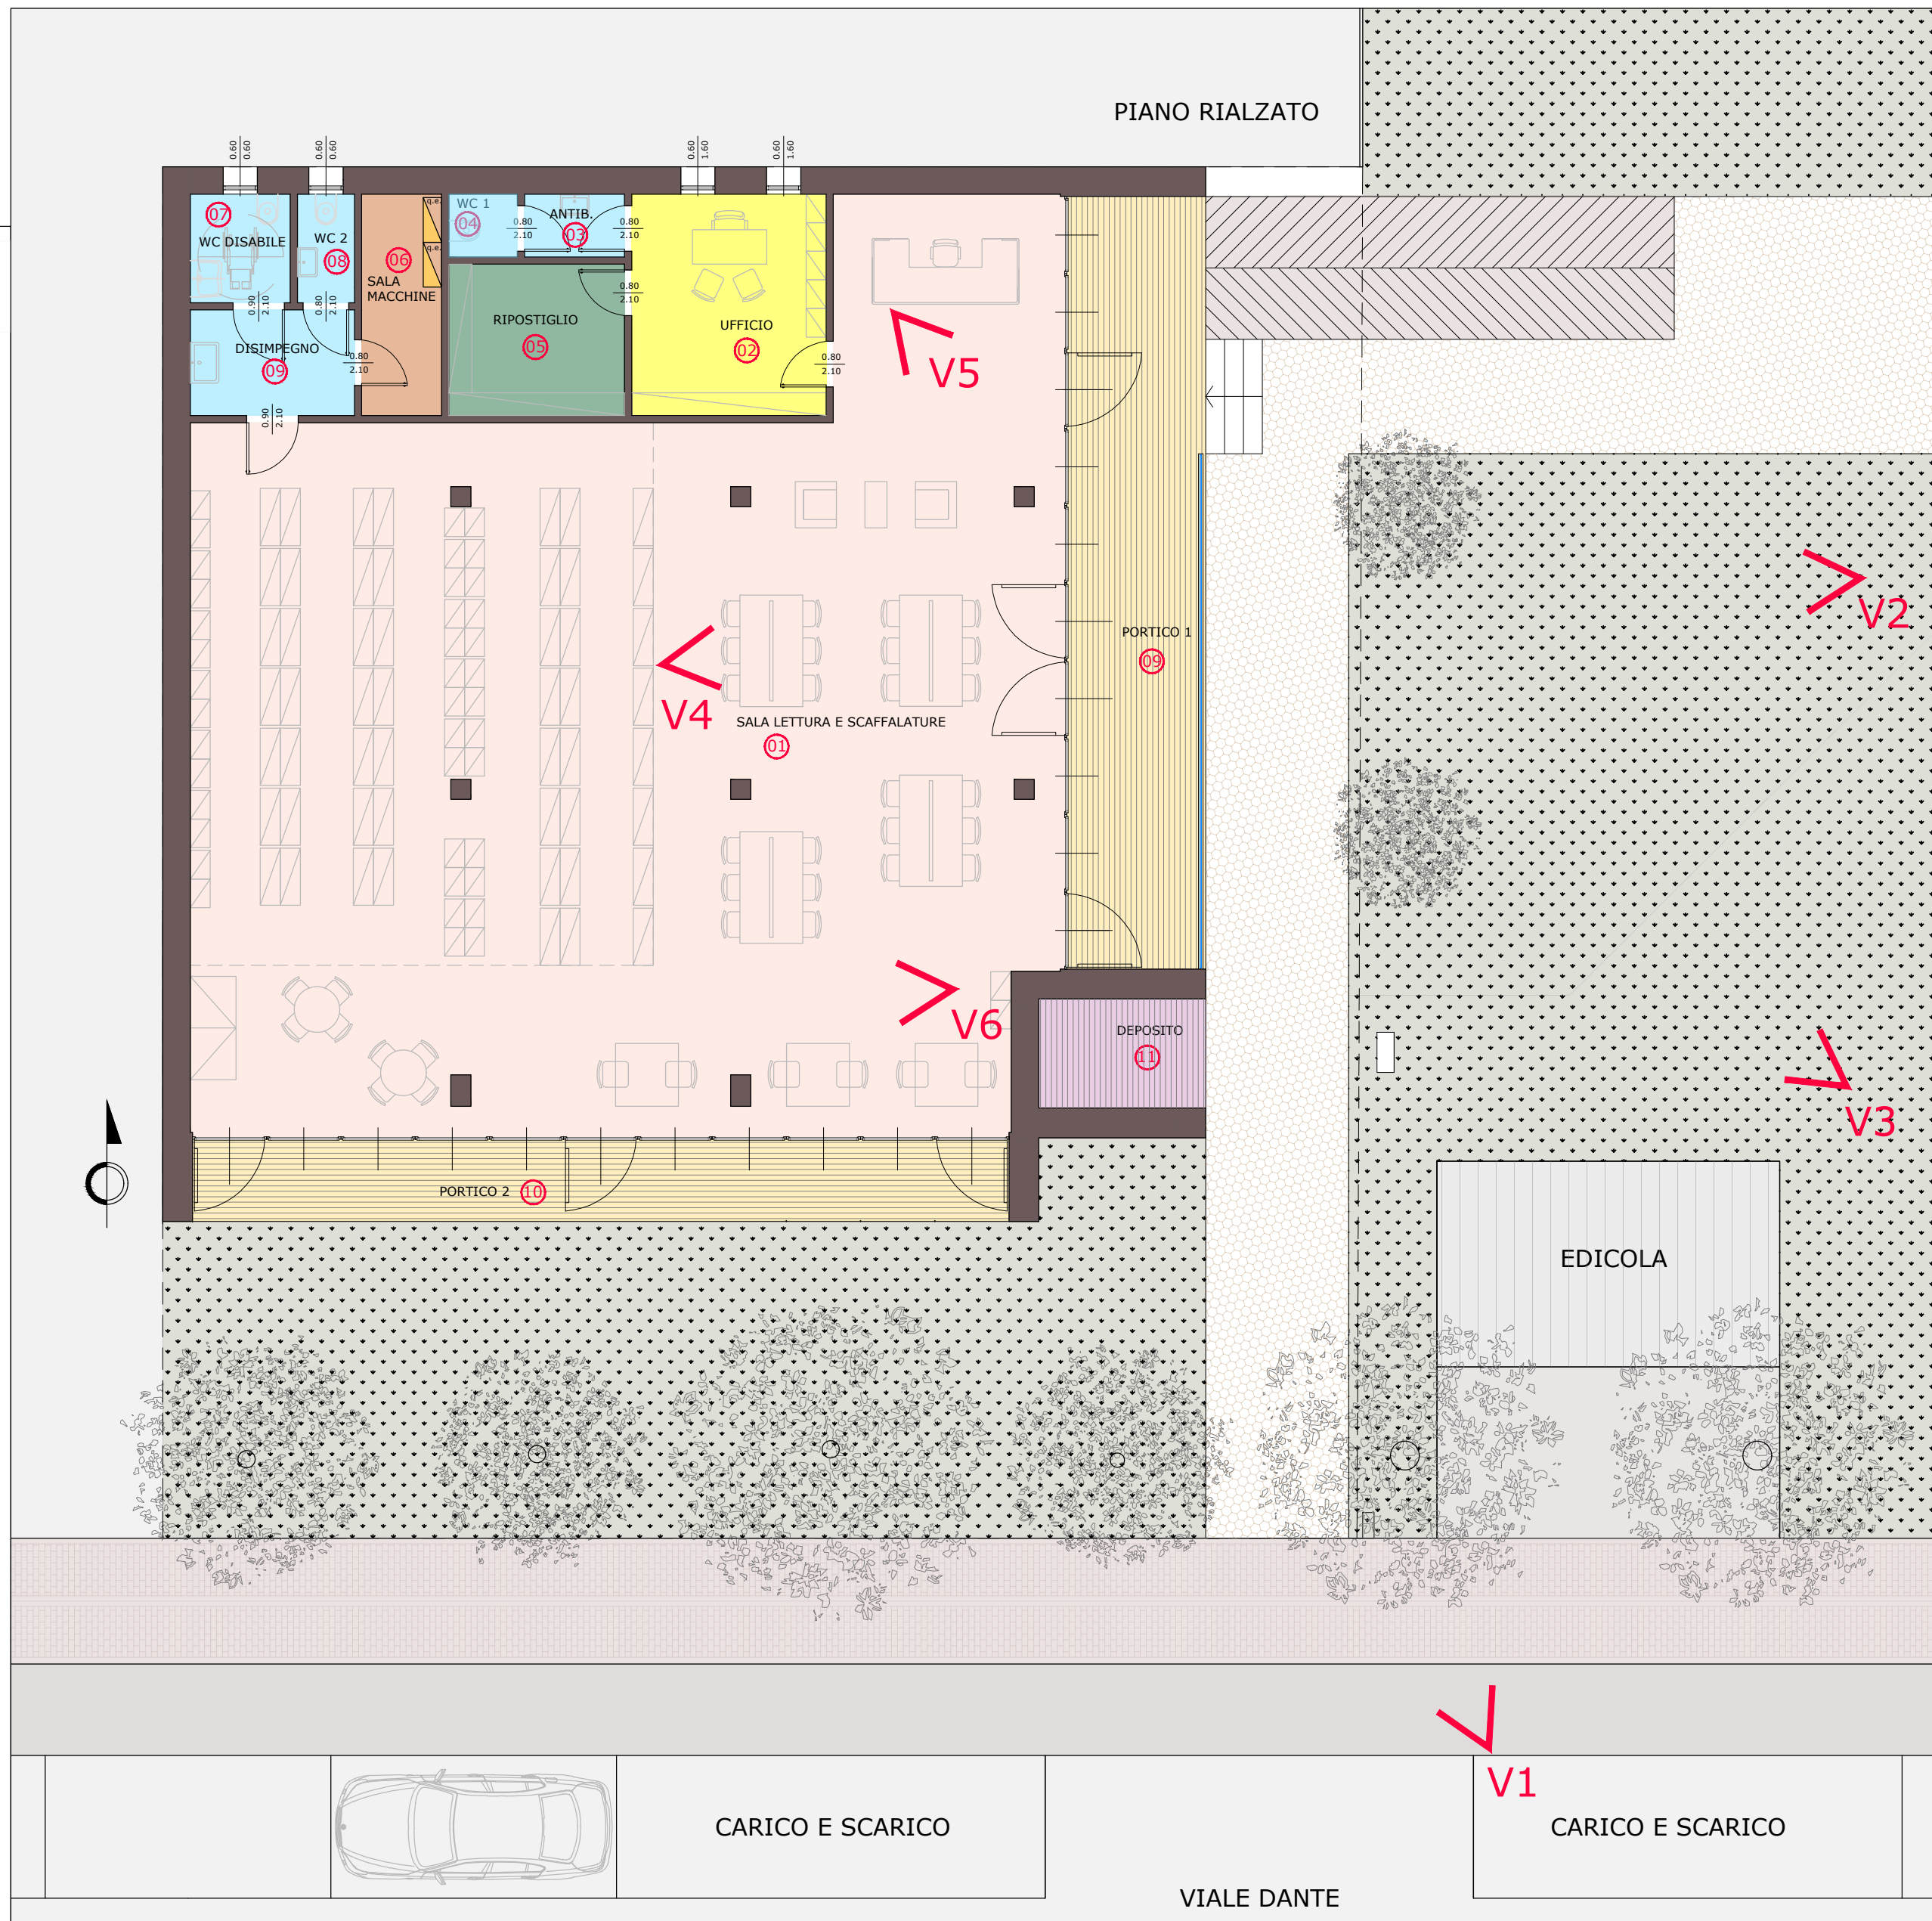 PIANO RIALZATO
0.60
0.60
0.60
0.60
0.60
1.60
0.60
1.60
07
WC DISABILE
WC 2
08
06
SALA
MACCHINE
q.e.
q.e.
WC 1
04
0.80
2.10
ANTIB.
03
0.80
2.10
0.80
2.10
RIPOSTIGLIO
05
UFFICIO
02
0.80
2.10
V5
0.90
2.10
0.80
2.10
DISIMPEGNO
09
0.80
2.10
0.90
2.10
V2
PORTICO 1
09
V4
SALA LETTURA E SCAFFALATURE
01
V6
DEPOSITO
11
V3
PORTICO 2
10
EDICOLA
V1
CARICO E SCARICO
CARICO E SCARICO
VIALE DANTE